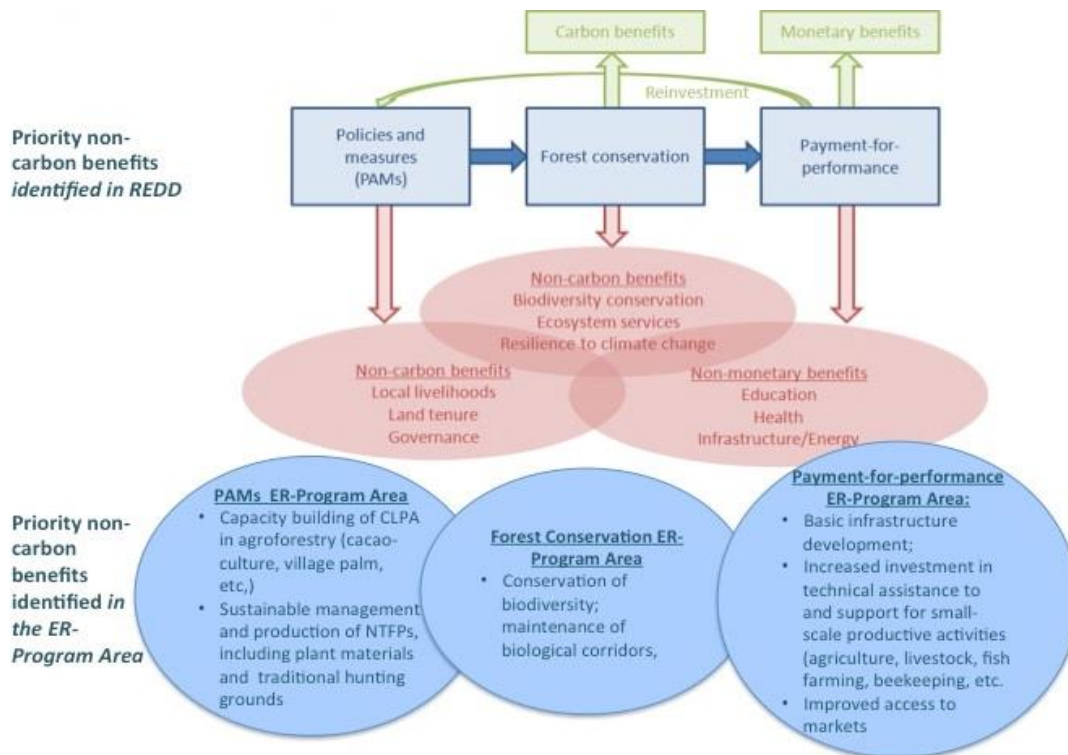 Carbon benefits
Monetary benefits
Reinvestment
Priority non-
carbon benefits
identified in REDD
Policies and
measures
(PAMs)
Forest conservation
Payment-for-
performance
Non-carbon benefits
Biodiversity conservation
Ecosystem services
Resilience to climate change
Non-carbon benefits
Local livelihoods
Land tenure
Governance
Non-monetary benefits
Education
Health
Infrastructure/Energy
Priority non-
carbon
benefits
identified in
the ER-
Program Area
PAMs ER-Program Area
• Capacity building of CLPA
in agroforestry (cacao-
culture, village palm,
etc,)
• Sustainable management
and production of NTFPs,
including plant materials
and traditional hunting
grounds
Forest Conservation ER-
Program Area
• Conservation of
biodiversity;
maintenance of
biological corridors,
Payment-for-performance
ER-Program Area:
• Basic infrastructure
development;
• Increased investment in
technical assistance to
and support for small-
scale productive activities
(agriculture, livestock, fish
farming, beekeeping, etc.
• Improved access to
markets